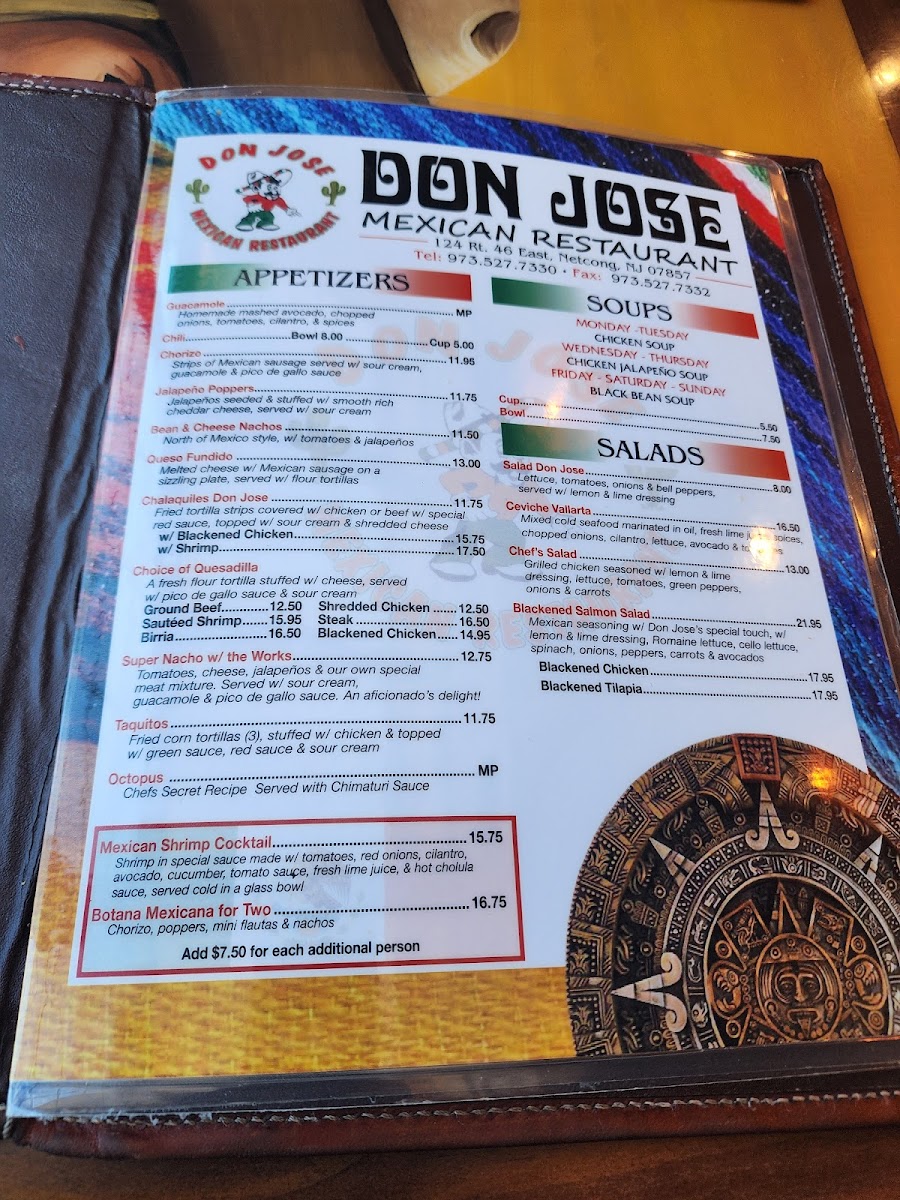 DON JOSE
MEXICAN RESTAURANT
DON JOSE
MEXICAN RESTAURANT
124 Rt. 46 East, Netcong, NJ 07857
Tel: 973.527.7330 • Fax: 973.527.7332
APPETIZERS
Guacamole MP
Homemade mashed avocado, chopped
onions, tomatoes, cilantro, & spices
Chili Bowl 8.00 Cup 5.00
Chorizo 11.95
Strips of Mexican sausage served w/ sour cream,
guacamole & pico de gallo sauce
Jalapeño Poppers 11.75
Jalapeños seeded & stuffed w/ smooth rich
cheddar cheese, served w/ sour cream
Bean & Cheese Nachos 11.50
North of Mexico style, w/ tomatoes & jalapeños
Queso Fundido 13.00
Melted cheese w/ Mexican sausage on a
sizzling plate, served w/ flour tortillas
Chalaquiles Don Jose 11.75
Fried tortilla strips covered w/ chicken or beef w/ special
red sauce, topped w/ sour cream & shredded cheese
w/ Blackened Chicken 15.75
w/ Shrimp 17.50
Choice of Quesadilla
A fresh flour tortilla stuffed w/ cheese, served
w/ pico de gallo sauce & sour cream
Ground Beef 12.50 Shredded Chicken 12.50
Sautéed Shrimp 15.95 Steak 16.50
Birria 16.50 Blackened Chicken 14.95
Super Nacho w/ the Works 12.75
Tomatoes, cheese, jalapeños & our own special
meat mixture. Served w/ sour cream,
guacamole & pico de gallo sauce. An aficionado's delight!
Taquitos 11.75
Fried corn tortillas (3), stuffed w/ chicken & topped
w/ green sauce, red sauce & sour cream
Octopus MP
Chefs Secret Recipe Served with Chimaturi Sauce
Mexican Shrimp Cocktail 15.75
Shrimp in special sauce made w/ tomatoes, red onions, cilantro,
avocado, cucumber, tomato sauce, fresh lime juice, & hot cholula
sauce, served cold in a glass bowl
Botana Mexicana for Two 16.75
Chorizo, poppers, mini flautas & nachos
Add $7.50 for each additional person
SOUPS
MONDAY -TUESDAY
CHICKEN SOUP
WEDNESDAY - THURSDAY
CHICKEN JALAPEÑO SOUP
FRIDAY - SATURDAY - SUNDAY
BLACK BEAN SOUP
Cup 5.50
Bowl 7.50
SALADS
Salad Don Jose 8.00
Lettuce, tomatoes, onions & bell peppers,
served w/ lemon & lime dressing
Ceviche Vallarta 16.50
Mixed cold seafood marinated in oil, fresh lime spices,
chopped onions, cilantro, lettuce, avocado &
Chef's Salad 13.00
Grilled chicken seasoned w/ lemon & lime
dressing, lettuce, tomatoes, green peppers,
onions & carrots
Blackened Salmon Salad 21.95
Mexican seasoning w/ Don Jose's special touch, w/
lemon & lime dressing, Romaine lettuce, cello lettuce,
spinach, onions, peppers, carrots & avocados
Blackened Chicken 17.95
Blackened Tilapia 17.95